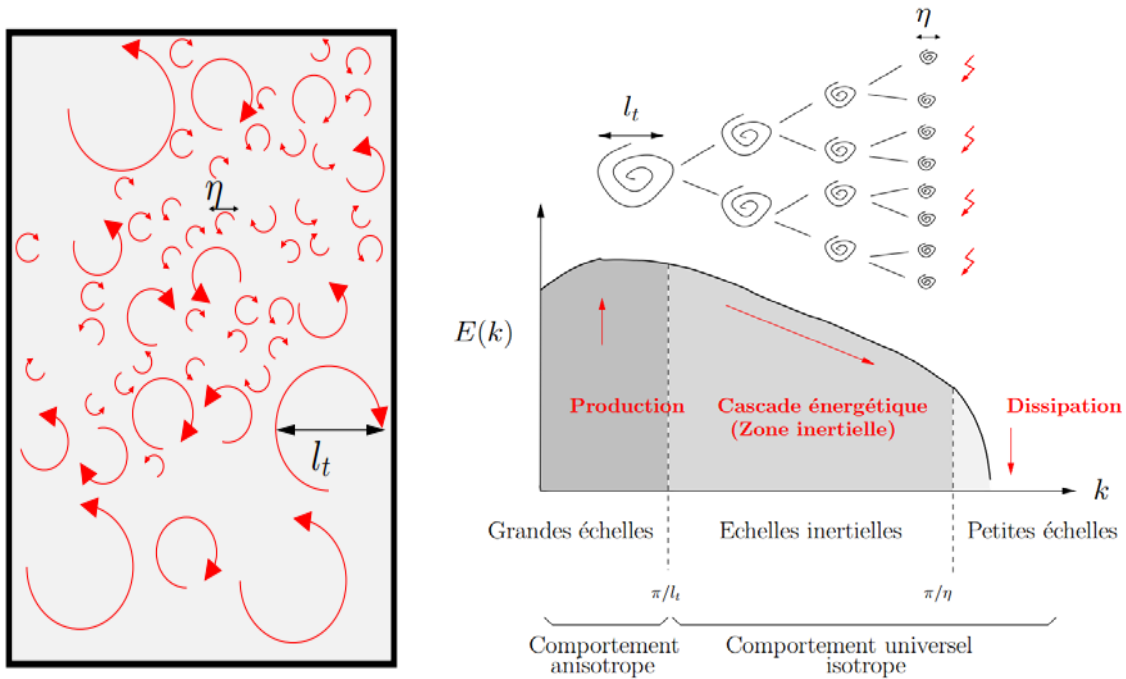 η
l_t
η
l_t
E(k)
Production
Cascade énergétique
(Zone inertielle)
Dissipation
k
Grandes échelles
Echelles inertielles
Petites échelles
π/l_t
π/η
Comportement
anisotrope
Comportement universel
isotrope